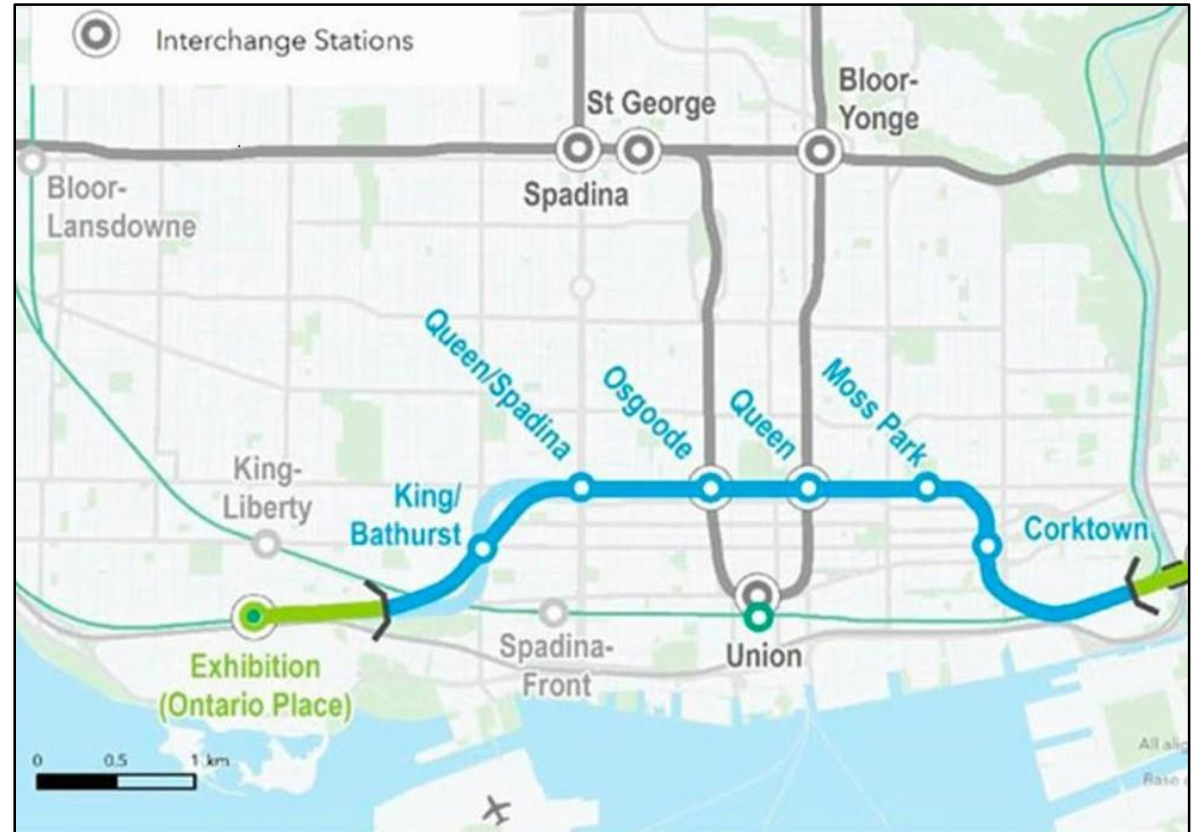 Interchange Stations
Bloor-
Yonge
St George
Spadina
Bloor-
Lansdowne
Queen/Spadina
Osgoode
Queen
Moss Park
King-
Liberty
King/
Bathurst
Corktown
Exhibition
(Ontario Place)
Spadina-
Front
Union
0 0.5 1 km
All